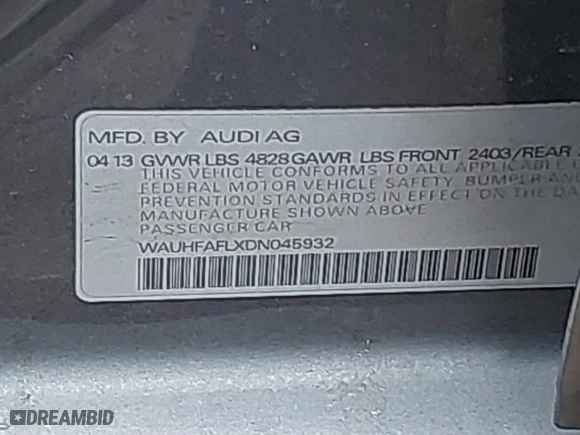 MFD. BY AUDI AG
04 13 GVWR LBS 4828 GAWR LBS FRONT 2403/REAR
THIS VEHICLE CONFORMS TO ALL APPLICABLE
FEDERAL MOTOR VEHICLE SAFETY, BUMPER AND
PREVENTION STANDARDS IN EFFECT ON THE DA
MANUFACTURE SHOWN ABOVE
PASSENGER CAR
WAUHFAFLXDN045932
DREAMBID